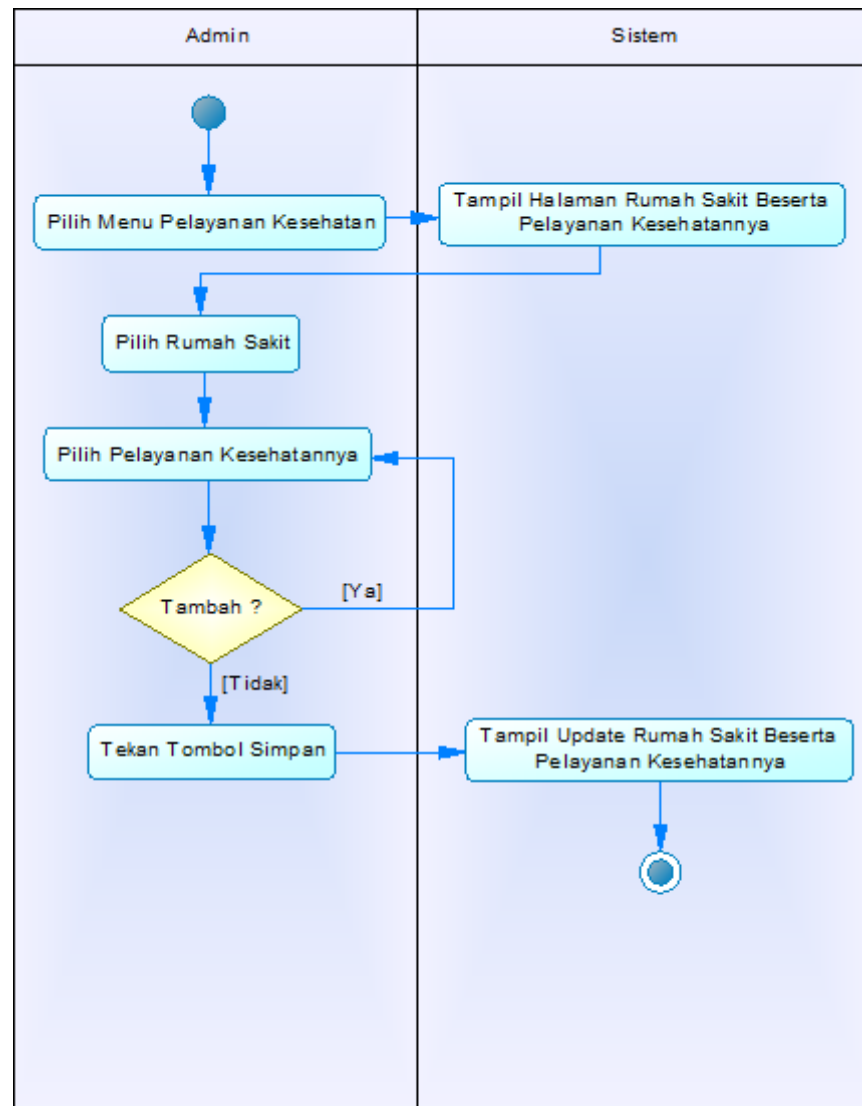 Admin
Sistem
Pilih Menu Pelayanan Kesehatan
Tampil Halaman Rumah Sakit Beserta
Pelayanan Kesehatannya
Pilih Rumah Sakit
Pilih Pelayanan Kesehatannya
Tambah ?
[Ya]
[Tidak]
Tekan Tombol Simpan
Tampil Update Rumah Sakit Beserta
Pelayanan Kesehatannya